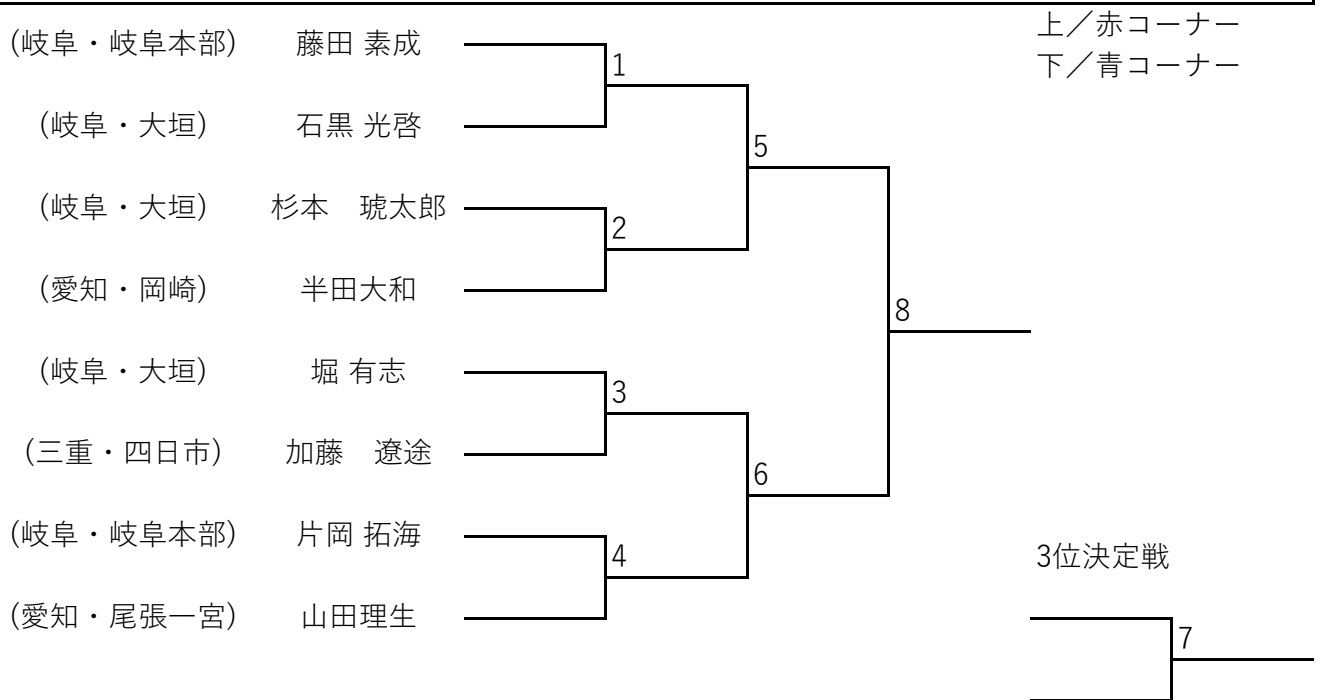 上／赤コーナー
下／青コーナー
(岐阜・岐阜本部) 藤田 素成
1
(岐阜・大垣) 石黒 光啓
5
(岐阜・大垣) 杉本　琥太郎
2
(愛知・岡崎) 半田大和
8
(岐阜・大垣) 堀 有志
3
(三重・四日市) 加藤　遼途
6
(岐阜・岐阜本部) 片岡 拓海
4
3位決定戦
(愛知・尾張一宮) 山田理生
7